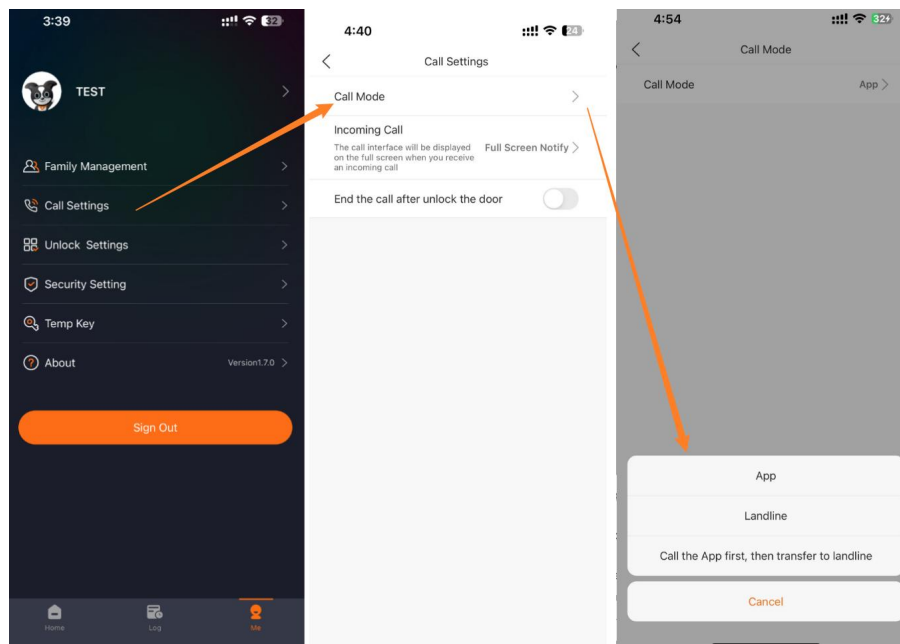 3:39
32
TEST
Family Management
Call Settings
Unlock Settings
Security Setting
Temp Key
About
Version1.7.0
Sign Out
Home
Log
Me
4:40
24
Call Settings
Call Mode
Incoming Call
The call interface will be displayed
on the full screen when you receive
an incoming call
Full Screen Notify
End the call after unlock the door
4:54
32
Call Mode
Call Mode
App
App
Landline
Call the App first, then transfer to landline
Cancel